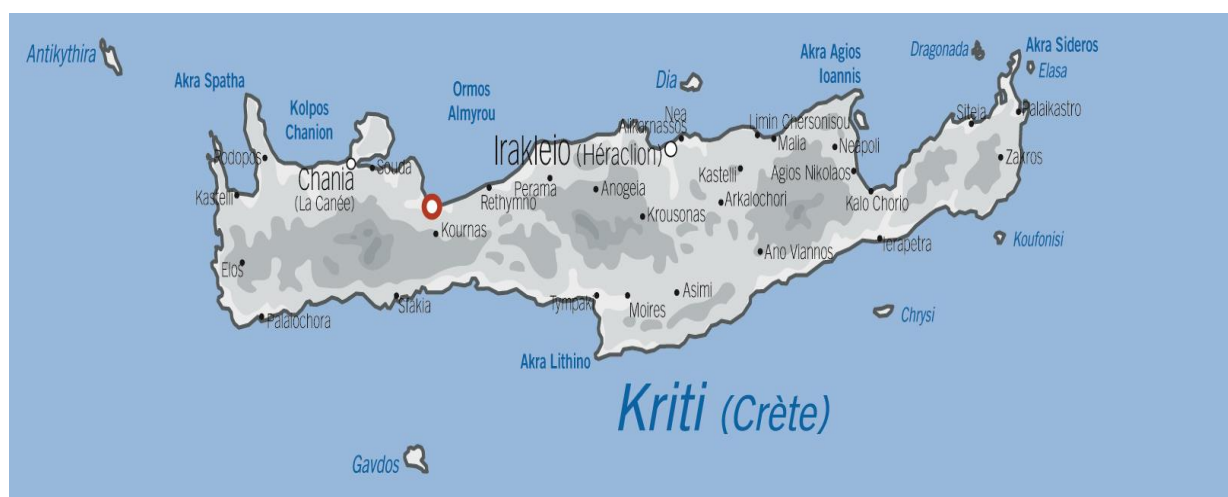 Antikythira
Akra Spatha
Kolpos
Chanion
Ormos
Almyrou
Dia
Akra Agios
Ioannis
Dragonada
Akra Sideros
Elasa
Nea
Alikarnassos
Limin Chersonisou
Siteia
Palaikastro
Rodopos
Souda
Irakleio (Héraclion)
Malia
Neapoli
Zakros
Chania
(La Canée)
Kastelli
Perama
Rethymno
Anogeia
Kastelli
Agios Nikolaos
Krousonas
Arkalochori
Kalo Chorio
Kournas
Ano Viannos
Ierapetra
Koufonisi
Elos
Sfakia
Tympaki
Moires
Asimi
Chrysi
Palaiochora
Akra Lithino
Kriti (Crète)
Gavdos